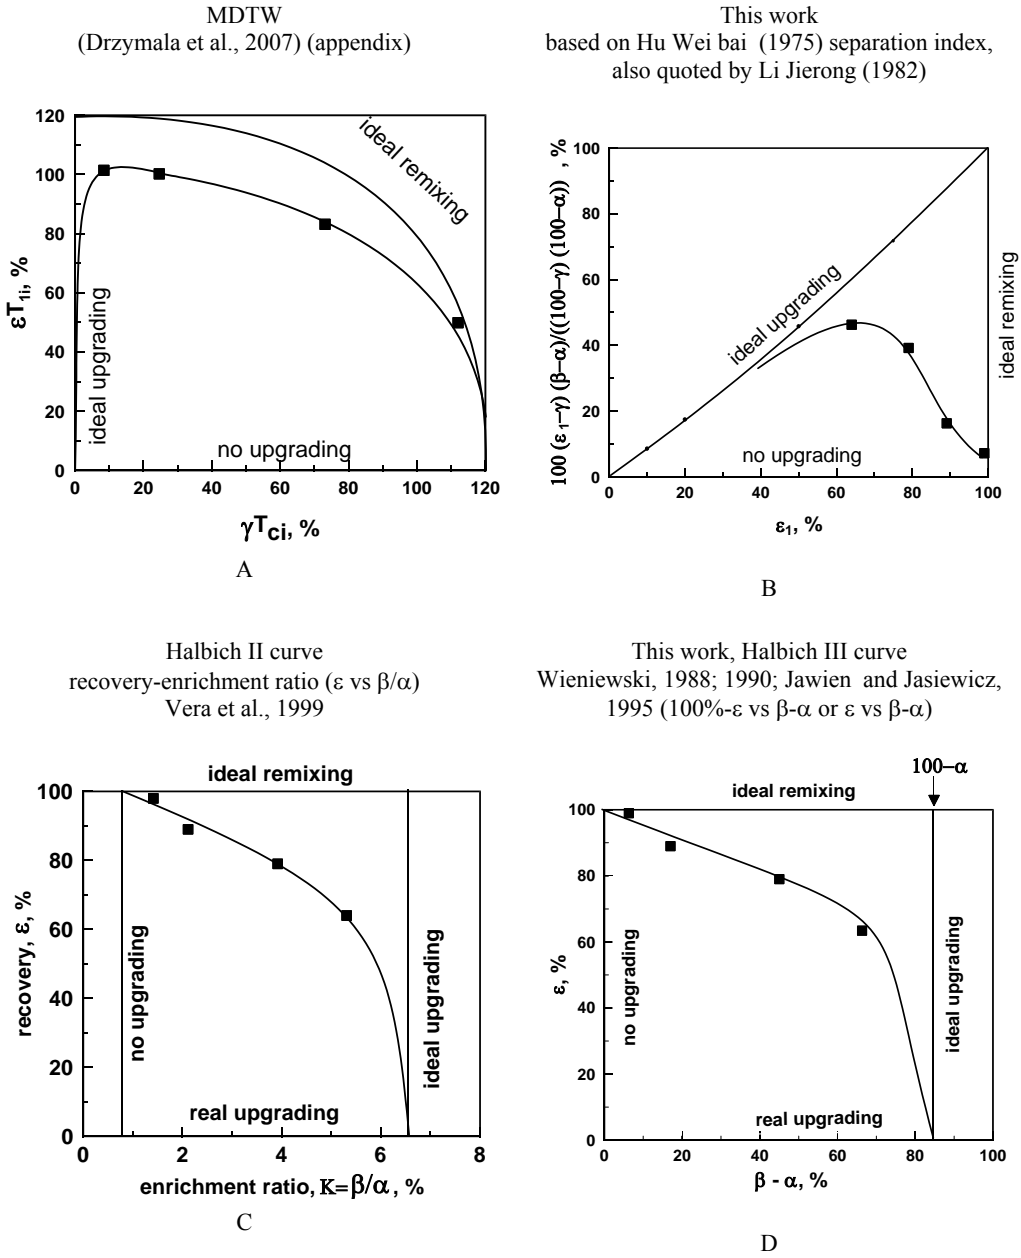 MDTW
(Drzymala et al., 2007) (appendix)
This work
based on Hu Wei bai (1975) separation index,
also quoted by Li Jierong (1982)
120
100
80
60
40
20
0
0
20
40
60
80
100
120
εT1i, %
γTci, %
ideal upgrading
ideal remixing
no upgrading
A
100
80
60
40
20
0
0
20
40
60
80
100
100 (ε1−γ) (β−α)/((100−γ) (100−α)) , %
ε1, %
ideal upgrading
no upgrading
ideal remixing
B
Halbich II curve
recovery-enrichment ratio (ε vs β/α)
Vera et al., 1999
ideal remixing
100
80
60
40
20
0
0
2
4
6
8
recovery, ε, %
no upgrading
ideal upgrading
real upgrading
enrichment ratio, K=β/α, %
C
This work, Halbich III curve
Wieniewski, 1988; 1990; Jawien and Jasiewicz,
1995 (100%-ε vs β-α or ε vs β-α)
100−α
ideal remixing
100
80
60
40
20
0
0
20
40
60
80
100
ε, %
no upgrading
ideal upgrading
real upgrading
β - α, %
D